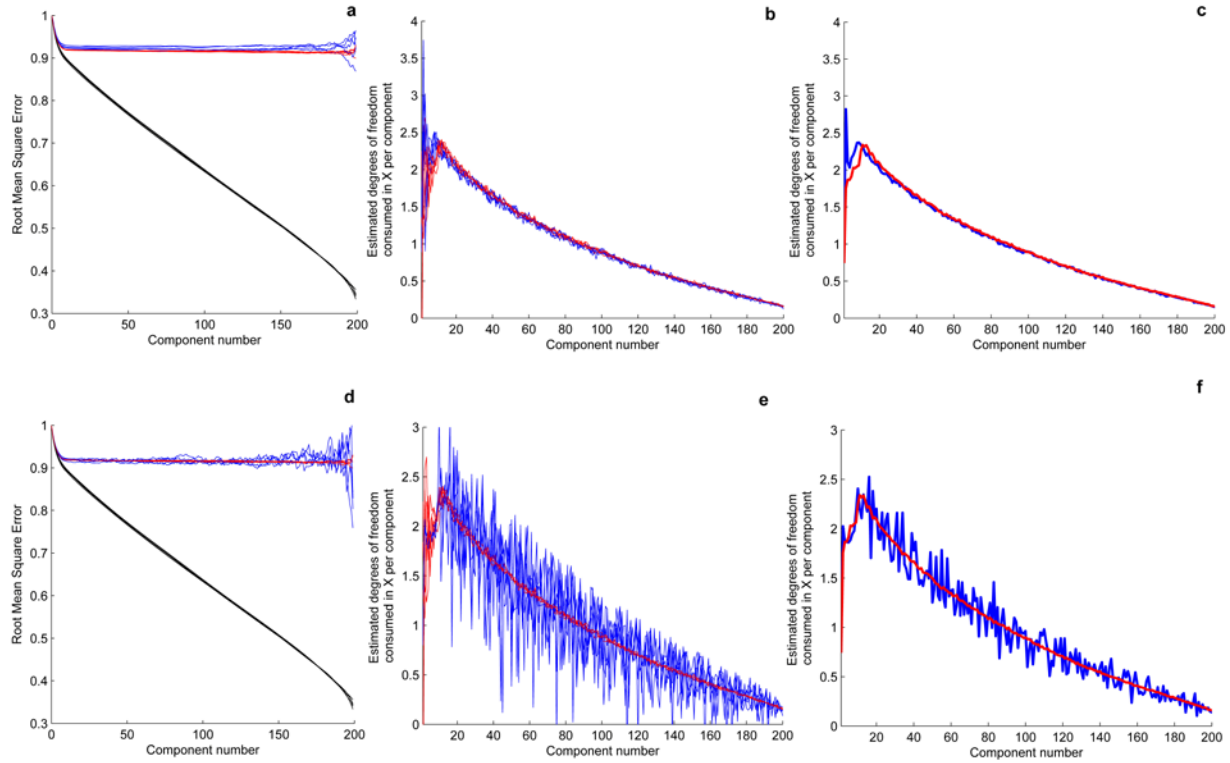 a
1
0.9
0.8
0.7
0.6
0.5
0.4
0.3
Root Mean Square Error
0 50 100 150 200
Component number
b
4
3.5
3
2.5
2
1.5
1
0.5
0
Estimated degrees of freedom
consumed in X per component
20 40 60 80 100 120 140 160 180 200
Component number
c
4
3.5
3
2.5
2
1.5
1
0.5
0
Estimated degrees of freedom
consumed in X per component
20 40 60 80 100 120 140 160 180 200
Component number
d
1
0.9
0.8
0.7
0.6
0.5
0.4
0.3
Root Mean Square Error
0 50 100 150 200
Component number
e
3
2.5
2
1.5
1
0.5
0
Estimated degrees of freedom
consumed in X per component
20 40 60 80 100 120 140 160 180 200
Component number
f
3
2.5
2
1.5
1
0.5
0
Estimated degrees of freedom
consumed in X per component
20 40 60 80 100 120 140 160 180 200
Component number